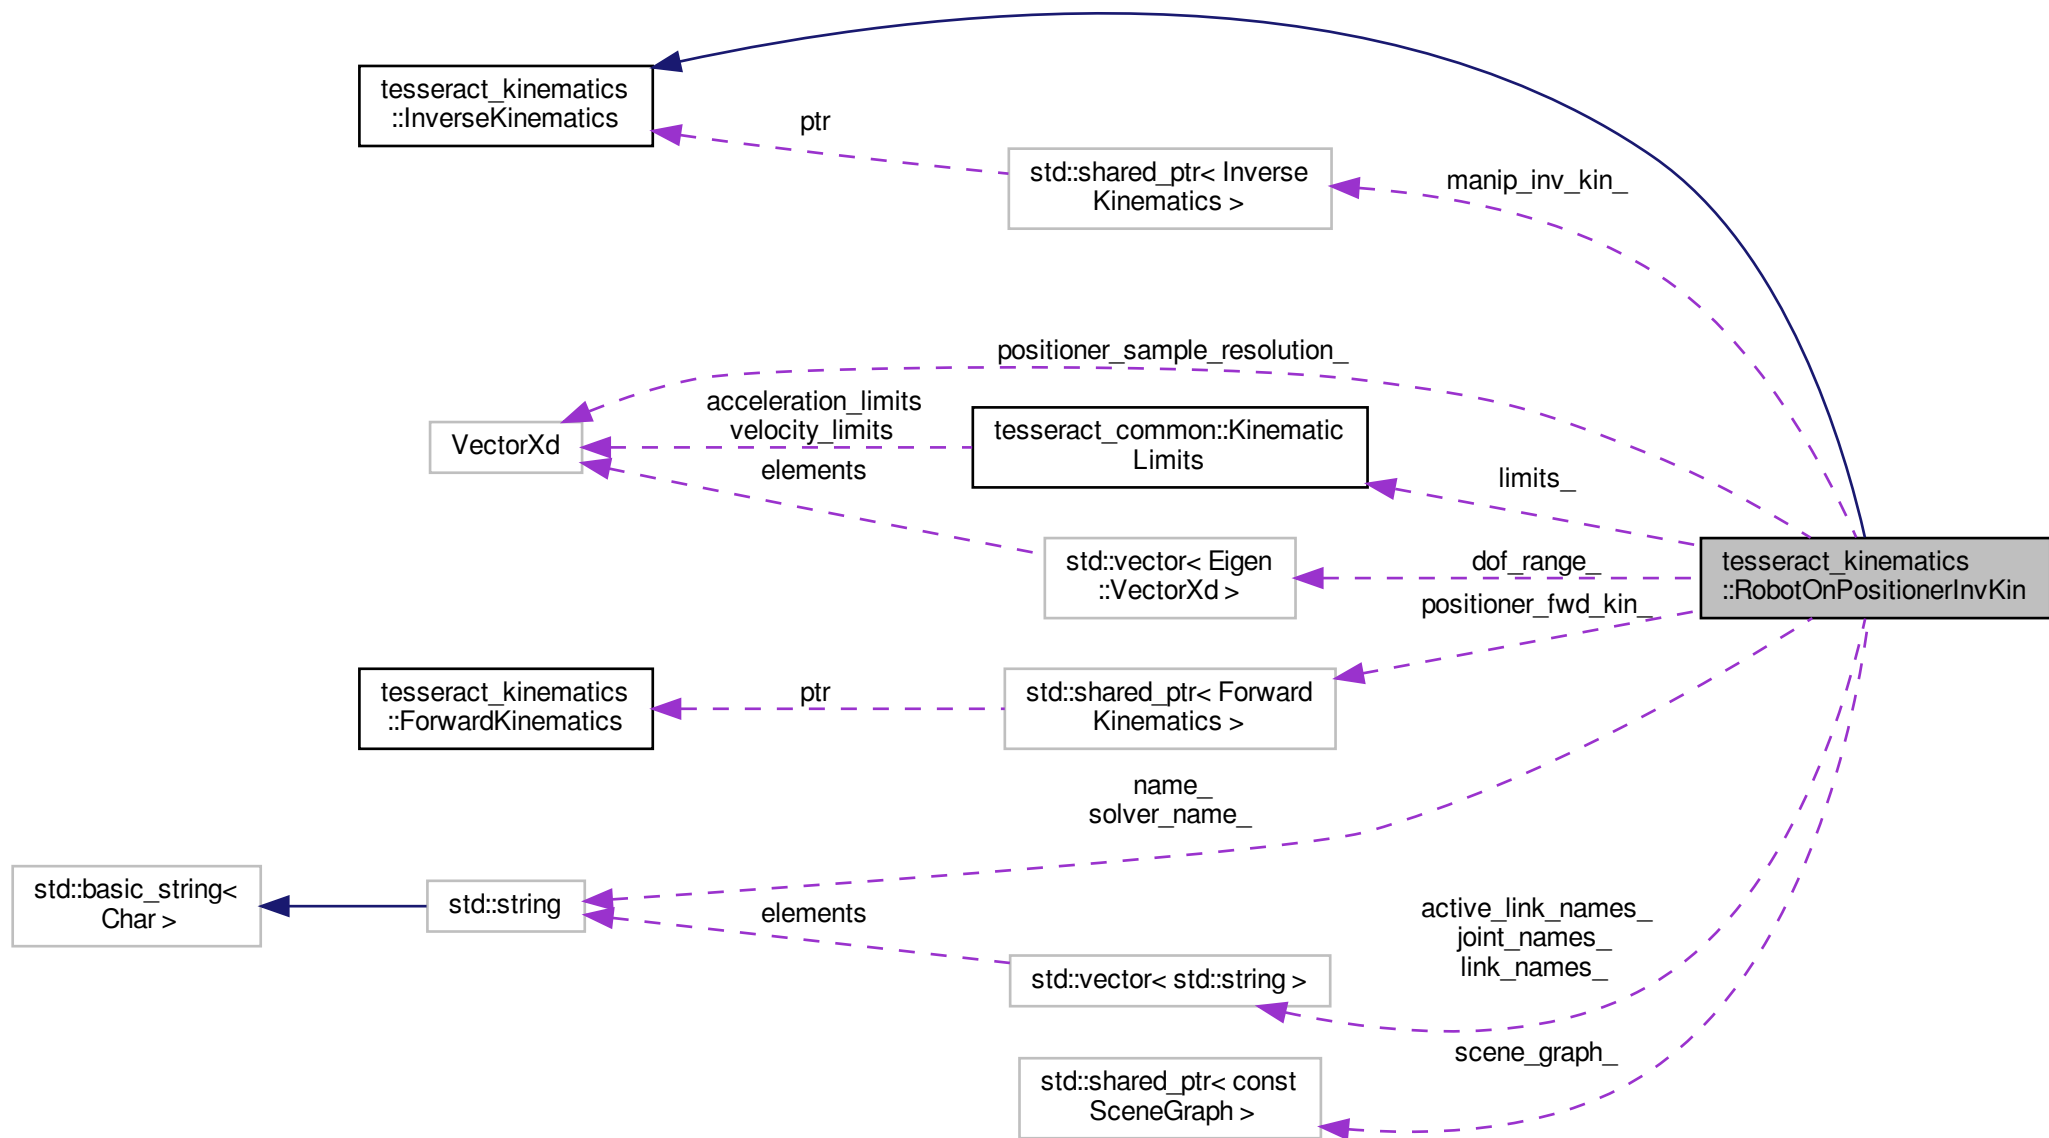 tesseract_kinematics
::InverseKinematics
ptr
std::shared_ptr< Inverse
Kinematics >
manip_inv_kin_
positioner_sample_resolution_
acceleration_limits
velocity_limits
VectorXd
tesseract_common::Kinematic
Limits
elements
limits_
std::vector< Eigen
::VectorXd >
dof_range_
tesseract_kinematics
::RobotOnPositionerInvKin
positioner_fwd_kin_
tesseract_kinematics
::ForwardKinematics
ptr
std::shared_ptr< Forward
Kinematics >
name_
solver_name_
std::basic_string<
Char >
std::string
elements
active_link_names_
joint_names_
link_names_
std::vector< std::string >
scene_graph_
std::shared_ptr< const
SceneGraph >